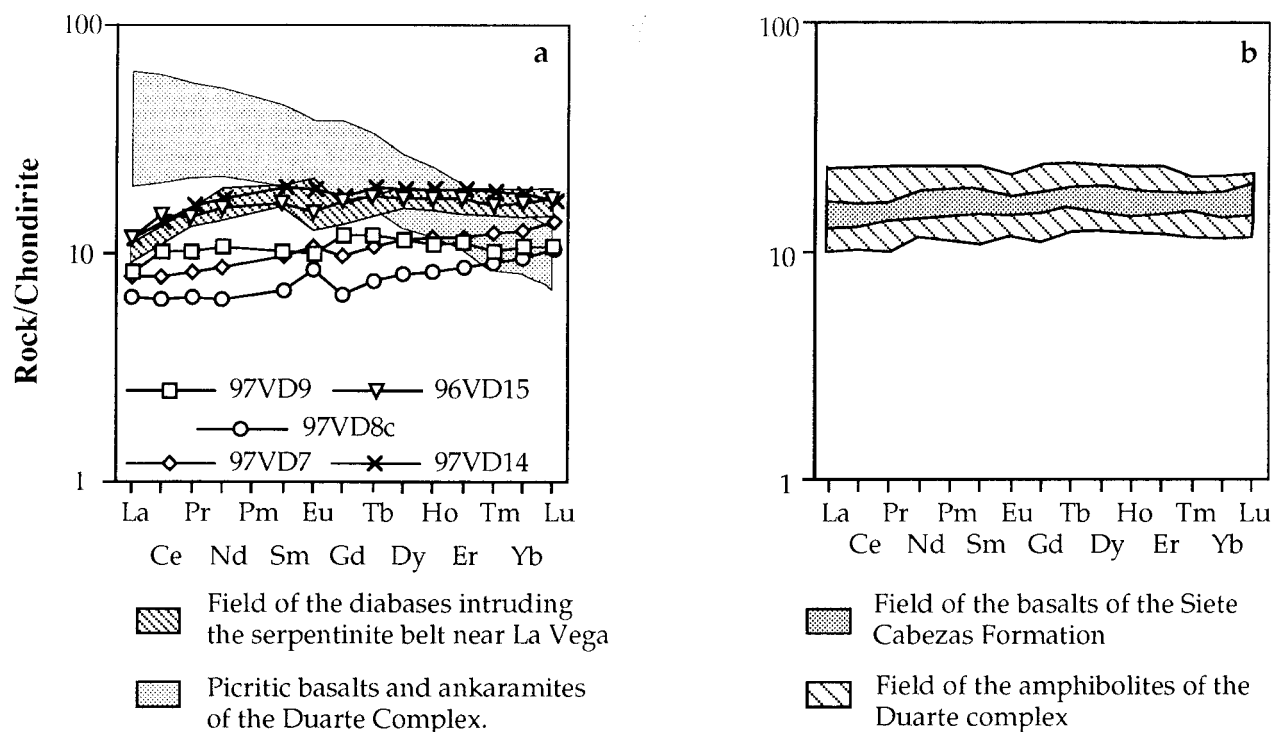 100
a
Rock/Chondirite
10
97VD9
96VD15
97VD8c
97VD7
97VD14
1
La Pr Pm Eu Tb Ho Tm Lu
Ce Nd Sm Gd Dy Er Yb
Field of the diabases intruding
the serpentinite belt near La Vega
Picritic basalts and ankaramites
of the Duarte Complex.
100
b
10
1
La Pr Pm Eu Tb Ho Tm Lu
Ce Nd Sm Gd Dy Er Yb
Field of the basalts of the Siete
Cabezas Formation
Field of the amphibolites of the
Duarte complex